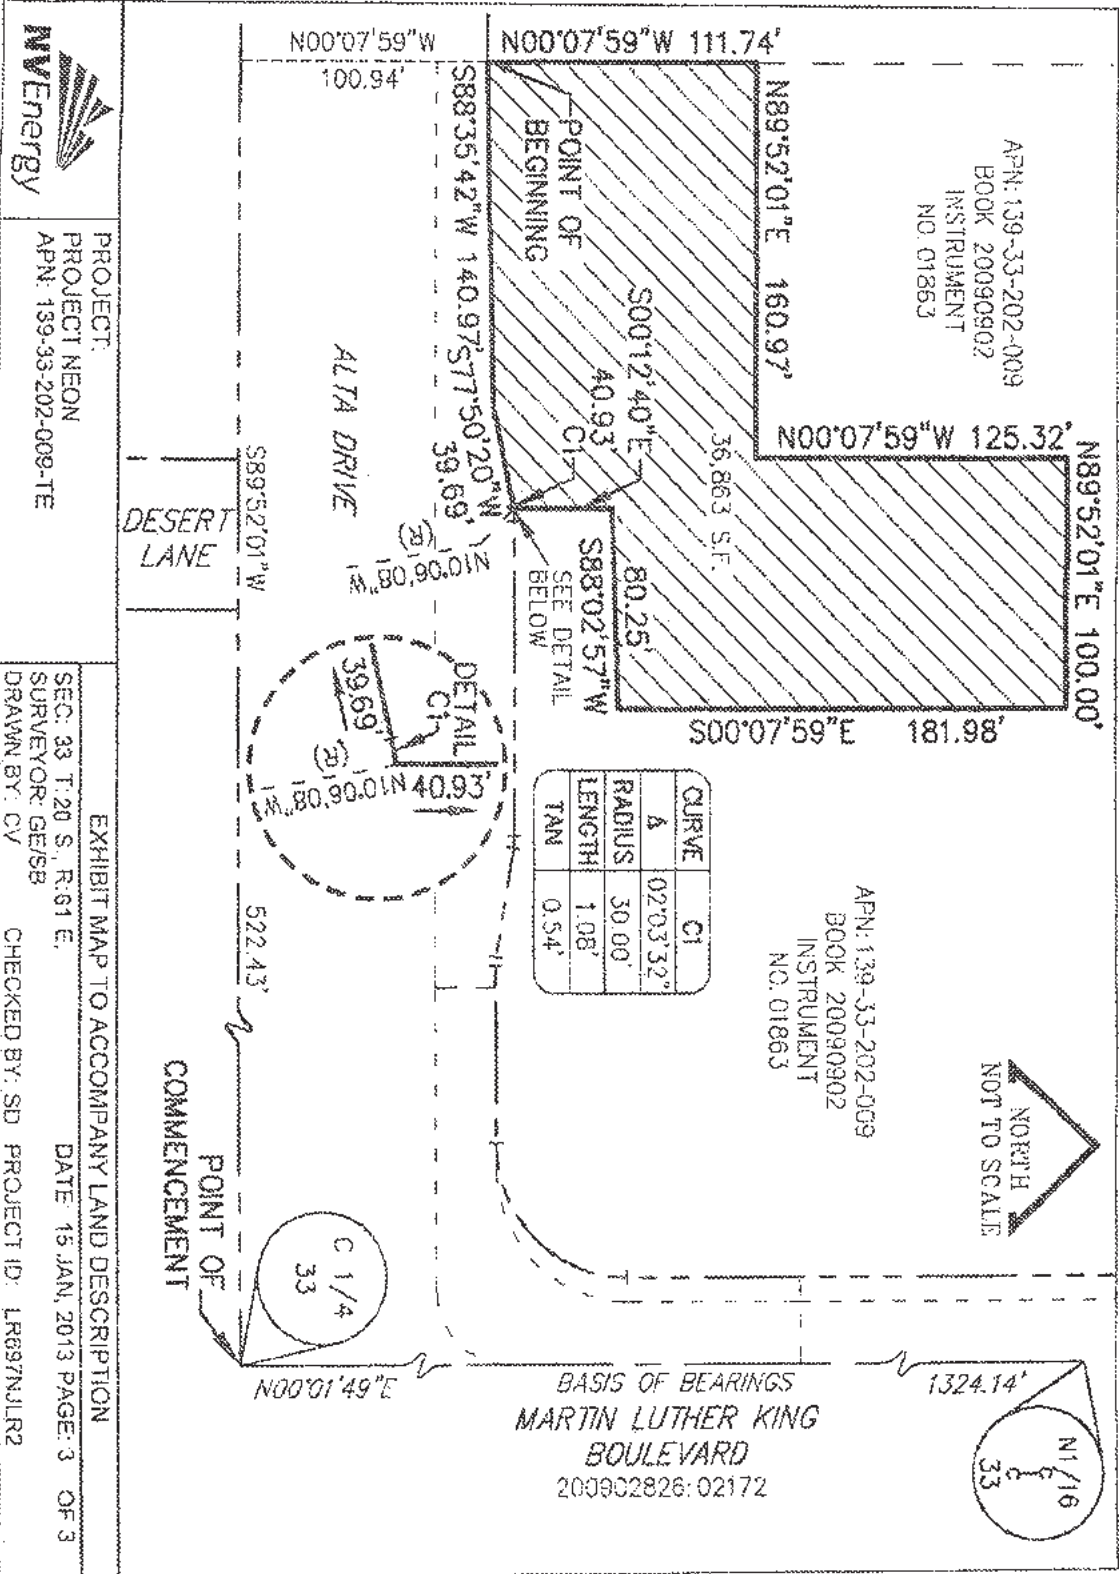 APN: 139-33-202-009
BOOK 20090902
INSTRUMENT
NO. 01863
N89°52'01"E 100.00'
N00°07'59"W 125.32'
N89°52'01"E 160.97'
N00°07'59"W 111.74'
S00°07'59"E 181.98'
36,863 S.F.
S00°12'40"E
40.93'
C1
80.25'
S88°02'57"W
POINT OF
BEGINNING
SEE DETAIL
BELOW
S88°35'42"W 140.97'
S77°50'20"W
39.69'
N10°06'08"W
(R)
N00°07'59"W
100.94'
ALTA DRIVE
S89°52'01"W
522.43'
DESERT
LANE
DETAIL
C1
39.69'
40.93'
N10°06'08"W
(R)
CURVE C1
Δ 02°03'32"
RADIUS 30.00'
LENGTH 1.08'
TAN 0.54'
APN: 139-33-202-009
BOOK 20090902
INSTRUMENT
NO. 01863
NORTH
NOT TO SCALE
C 1/4
33
POINT OF
COMMENCEMENT
N00°01'49"E
BASIS OF BEARINGS
1324.14'
MARTIN LUTHER KING
BOULEVARD
200902826:02172
N1/16
C C
33
NVEnergy
PROJECT:
PROJECT NEON
APN: 139-33-202-009-TE
EXHIBIT MAP TO ACCOMPANY LAND DESCRIPTION
SEC: 33 T:20 S., R:61 E. DATE: 15 JAN, 2013 PAGE: 3 OF 3
SURVEYOR: GE/SB
DRAWN BY: CV CHECKED BY: SD PROJECT ID: LR697NJLR2